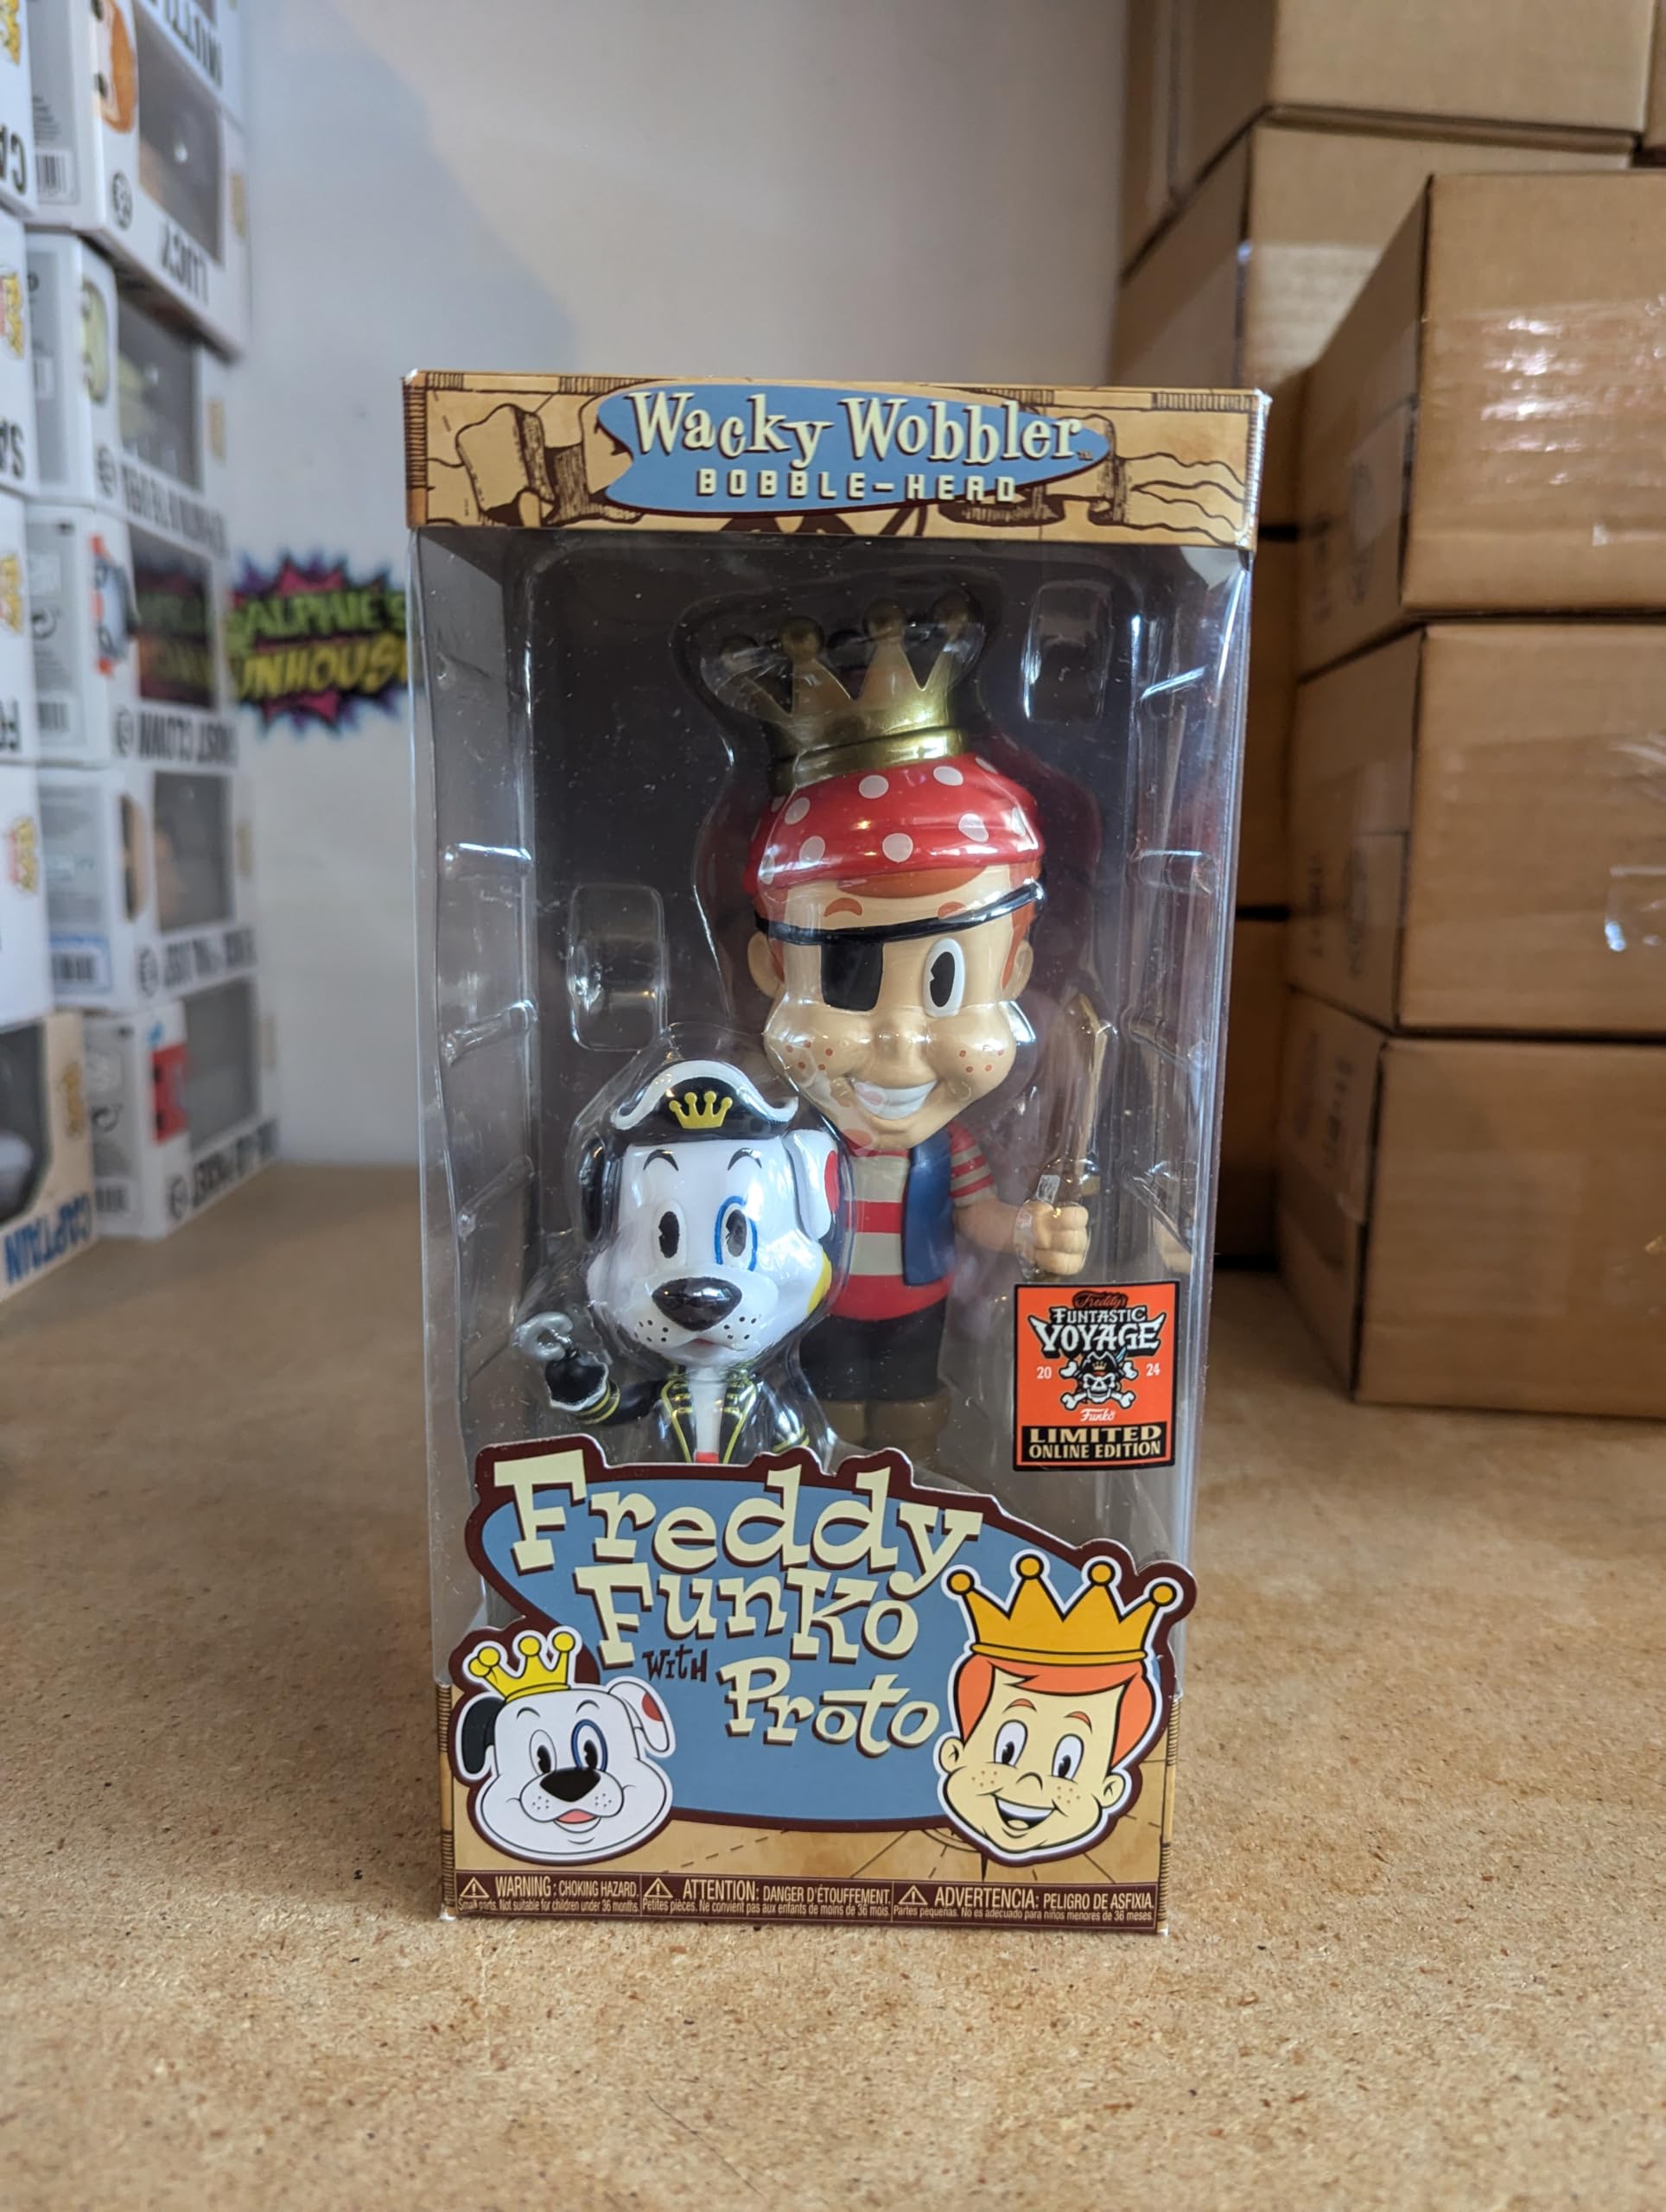 Wacky Wobbler
BOBBLE-HEAD
Freddy's
FUNTASTIC
VOYAGE
20 24
Funko
LIMITED
ONLINE EDITION
Freddy
Funko
with
Proto
WARNING: CHOKING HAZARD.
Small parts. Not suitable for children under 36 months.
ATTENTION: DANGER D'ÉTOUFFEMENT.
Petites pièces. Ne convient pas aux enfants de moins de 36 mois.
ADVERTENCIA: PELIGRO DE ASFIXIA.
Partes pequeñas. No es adecuado para niños menores de 36 meses.
LUCY
CAPTAIN